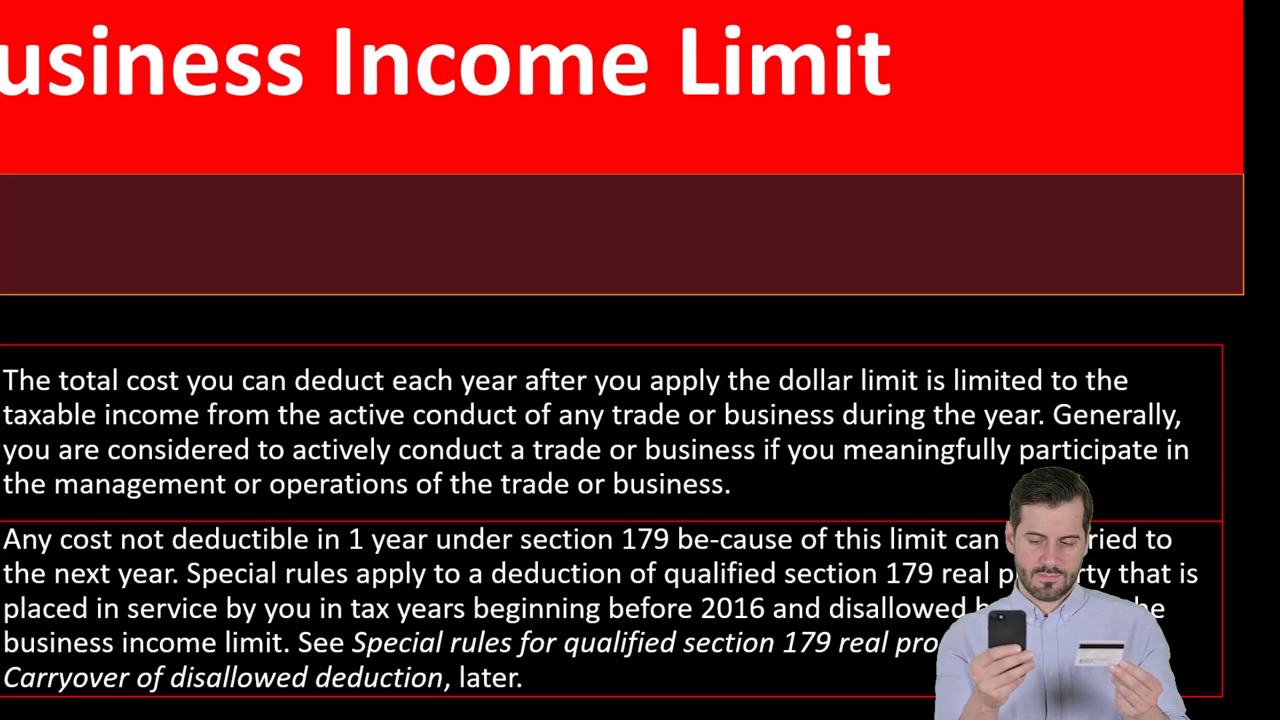 usiness Income Limit
The total cost you can deduct each year after you apply the dollar limit is limited to the
taxable income from the active conduct of any trade or business during the year. Generally,
you are considered to actively conduct a trade or business if you meaningfully participate in
the management or operations of the trade or business.
Any cost not deductible in 1 year under section 179 be-cause of this limit can ried to
the next year. Special rules apply to a deduction of qualified section 179 real p ty that is
placed in service by you in tax years beginning before 2016 and disallowed
business income limit. See Special rules for qualified section 179 real pro
Carryover of disallowed deduction, later.